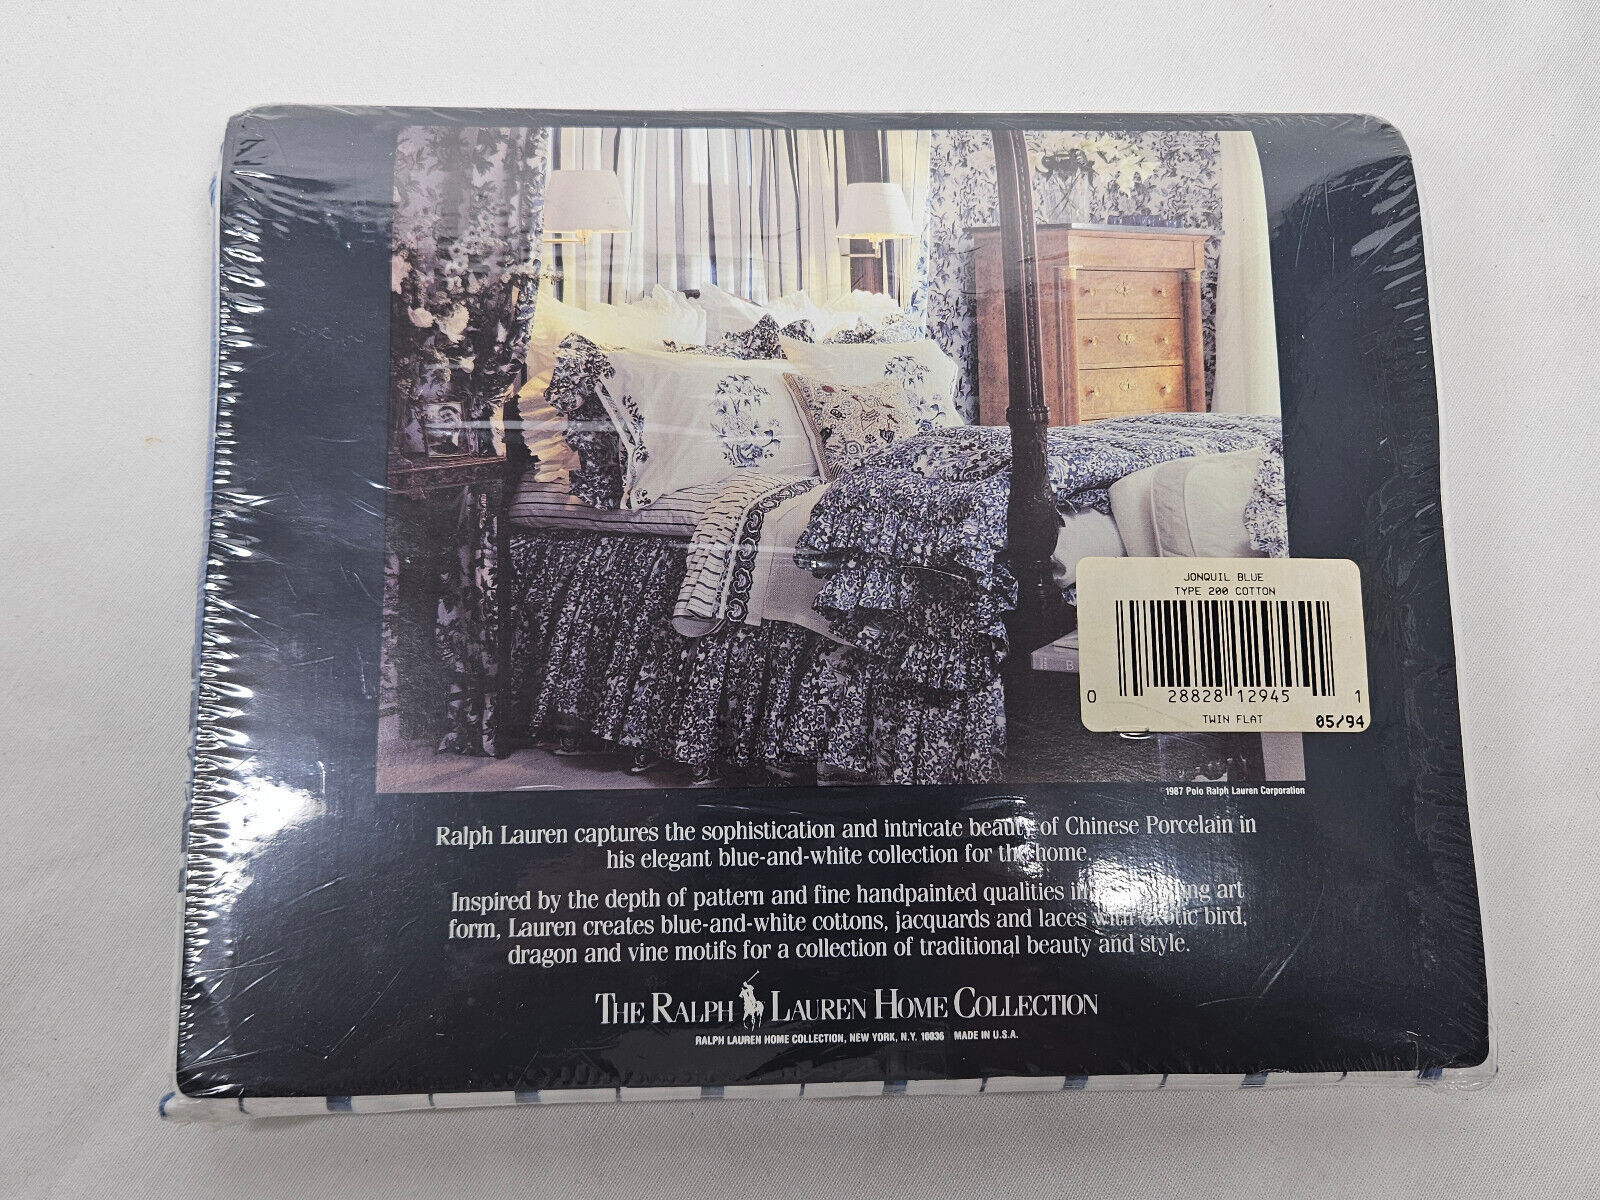 JONQUIL BLUE
TYPE 200 COTTON
0 28828 12945 1
TWIN FLAT 05/94
B
1987 Polo Ralph Lauren Corporation
Ralph Lauren captures the sophistication and intricate beauty of Chinese Porcelain in
his elegant blue-and-white collection for the home.
Inspired by the depth of pattern and fine handpainted qualities in art
form, Lauren creates blue-and-white cottons, jacquards and laces with exotic bird,
dragon and vine motifs for a collection of traditional beauty and style.
THE RALPH LAUREN HOME COLLECTION
RALPH LAUREN HOME COLLECTION, NEW YORK, N.Y. 10036 MADE IN U.S.A.